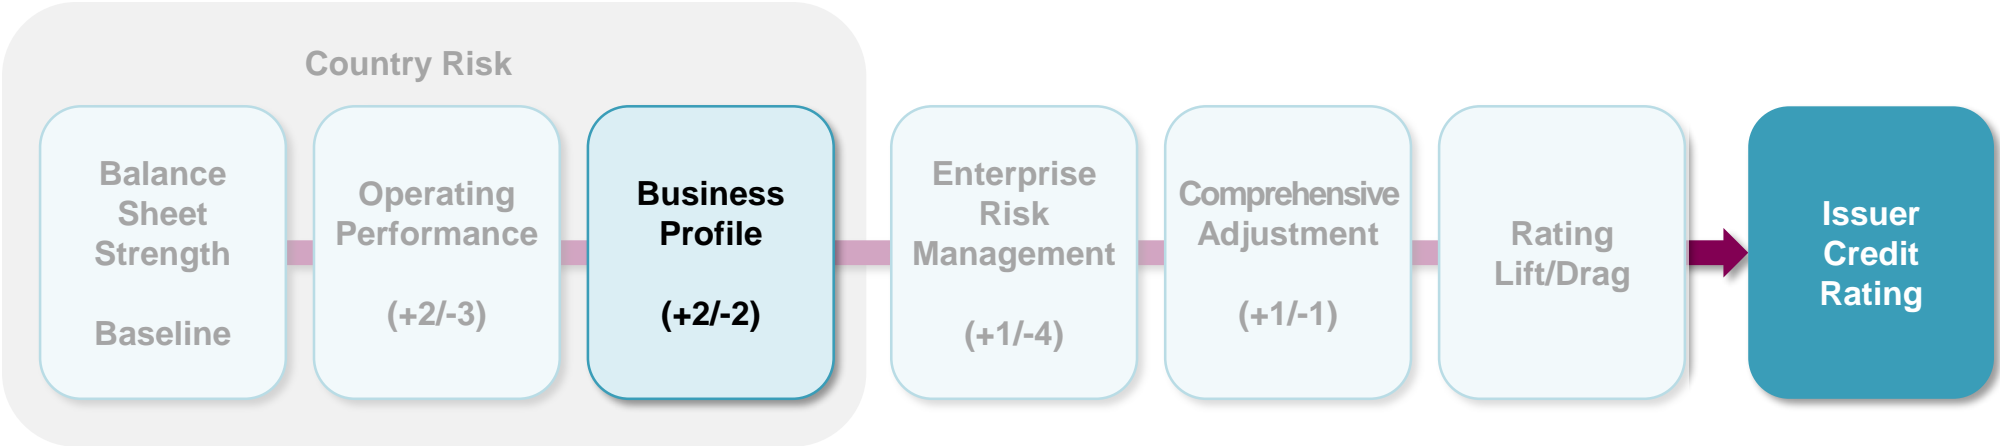 Country Risk
Balance
Sheet
Strength
Baseline
Operating
Performance
(+2/-3)
Business
Profile
(+2/-2)
Enterprise
Risk
Management
(+1/-4)
Comprehensive
Adjustment
(+1/-1)
Rating
Lift/Drag
Issuer
Credit
Rating